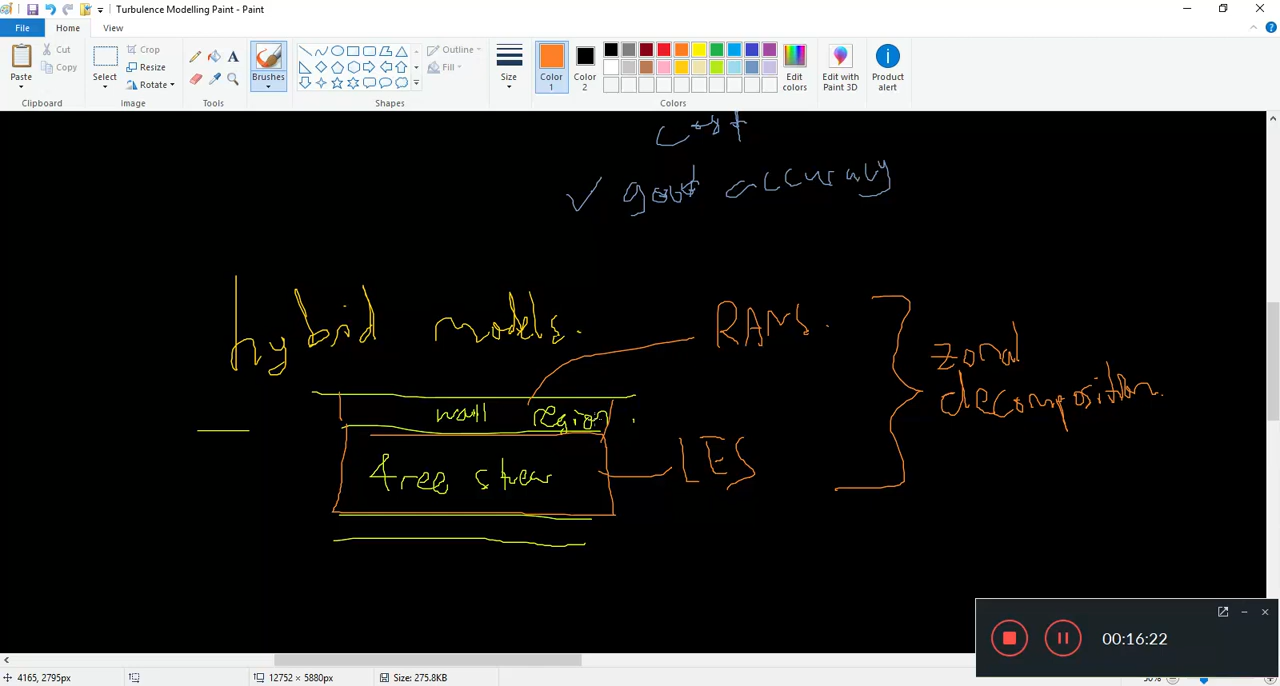 Turbulence Modelling Paint - Paint
File Home View
Paste
Cut
Copy
Clipboard
Select
Crop
Resize
Rotate
Image
Tools
Brushes
Outline
Fill
Shapes
Size
Color 1
Color 2
Edit colors
Colors
Edit with Paint 3D
Product alert
cost
✓ good accuracy
hybrid models.
RANS.
zonal
decomposition.
wall region.
free shear
LES
00:16:22
4165, 2795px
12752 × 5880px
Size: 275.8KB
50%